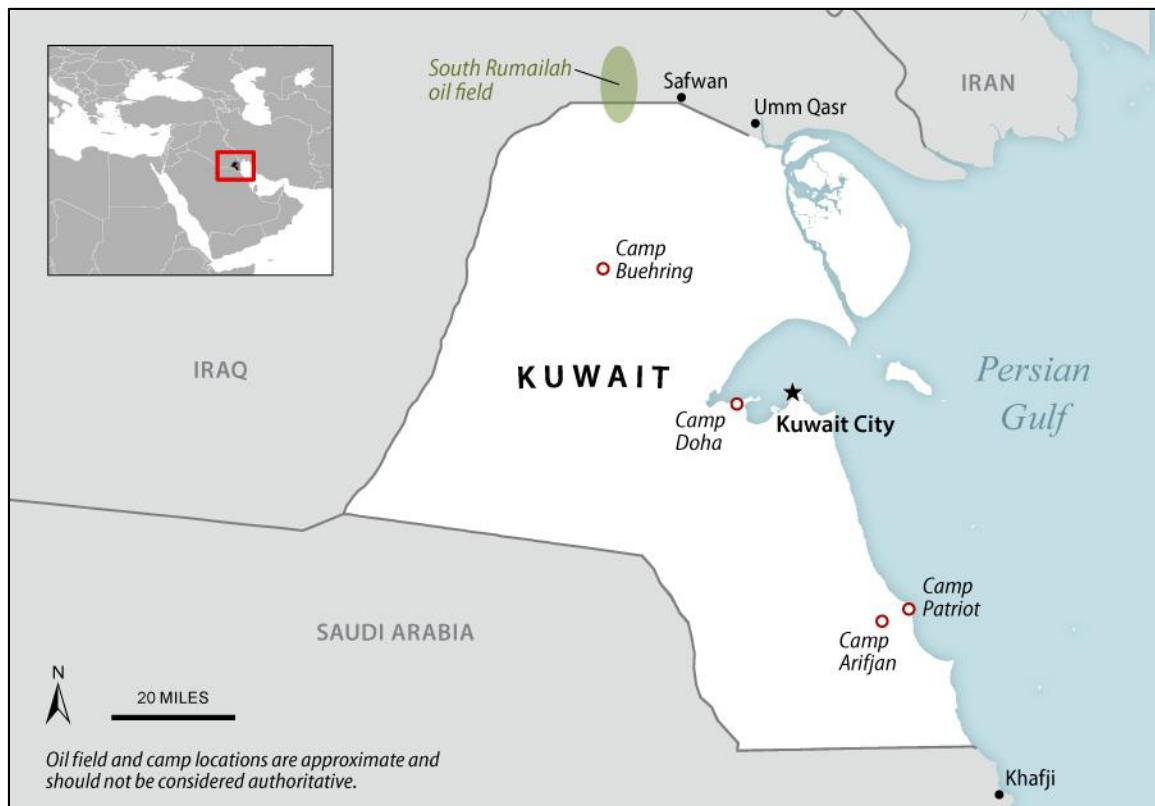 South Rumailah
oil field
Safwan
Umm Qasr
IRAN
Camp
Buehring
IRAQ
KUWAIT
Persian
Gulf
Camp
Doha
Kuwait City
Camp
Patriot
Camp
Arifjan
SAUDI ARABIA
N
20 MILES
Oil field and camp locations are approximate and
should not be considered authoritative.
Khafji